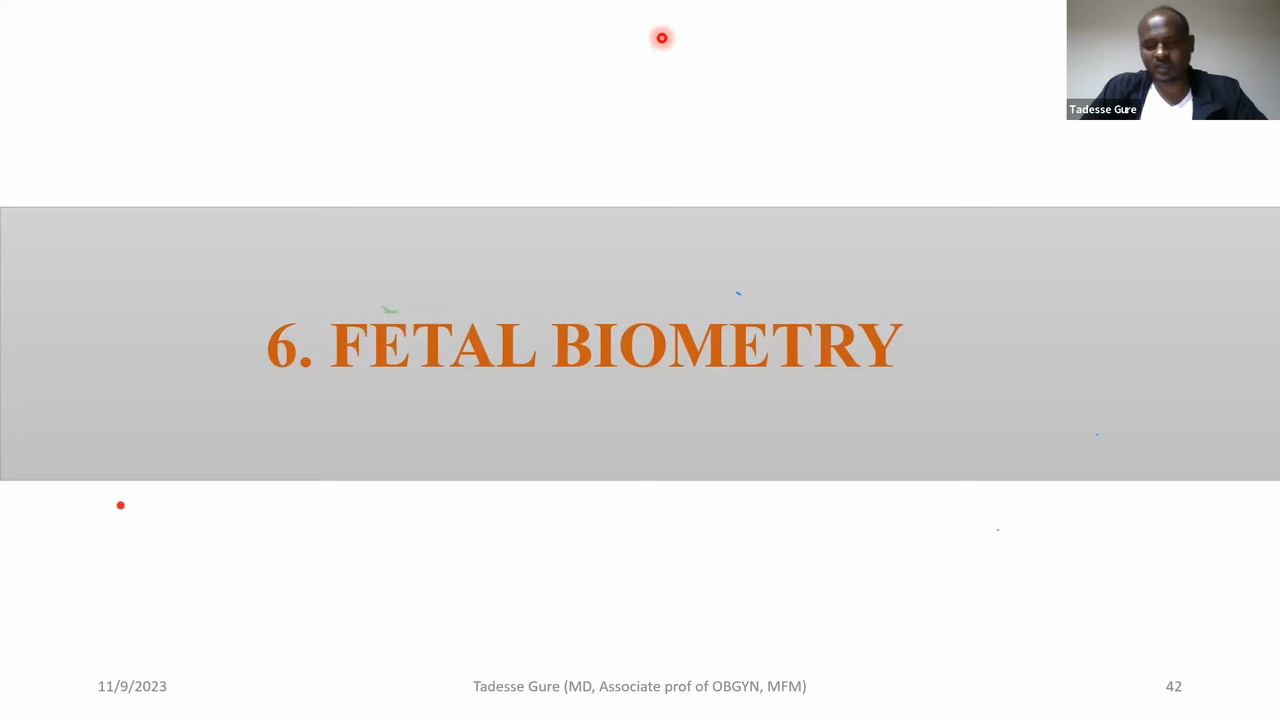 Tadesse Gure
6. FETAL BIOMETRY
11/9/2023
Tadesse Gure (MD, Associate prof of OBGYN, MFM)
42